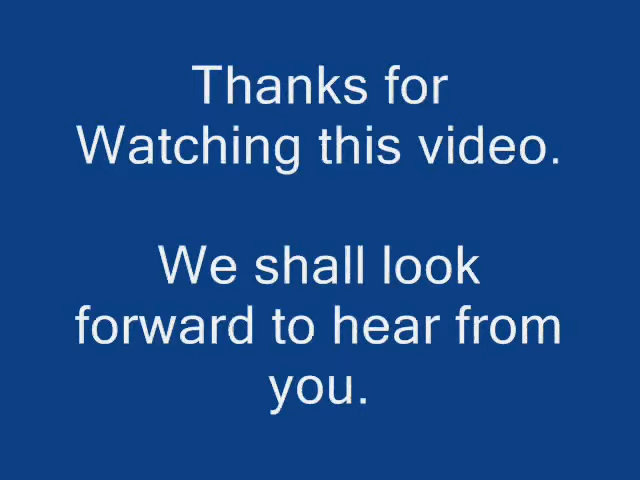 Thanks for
Watching this video.
We shall look
forward to hear from
you.